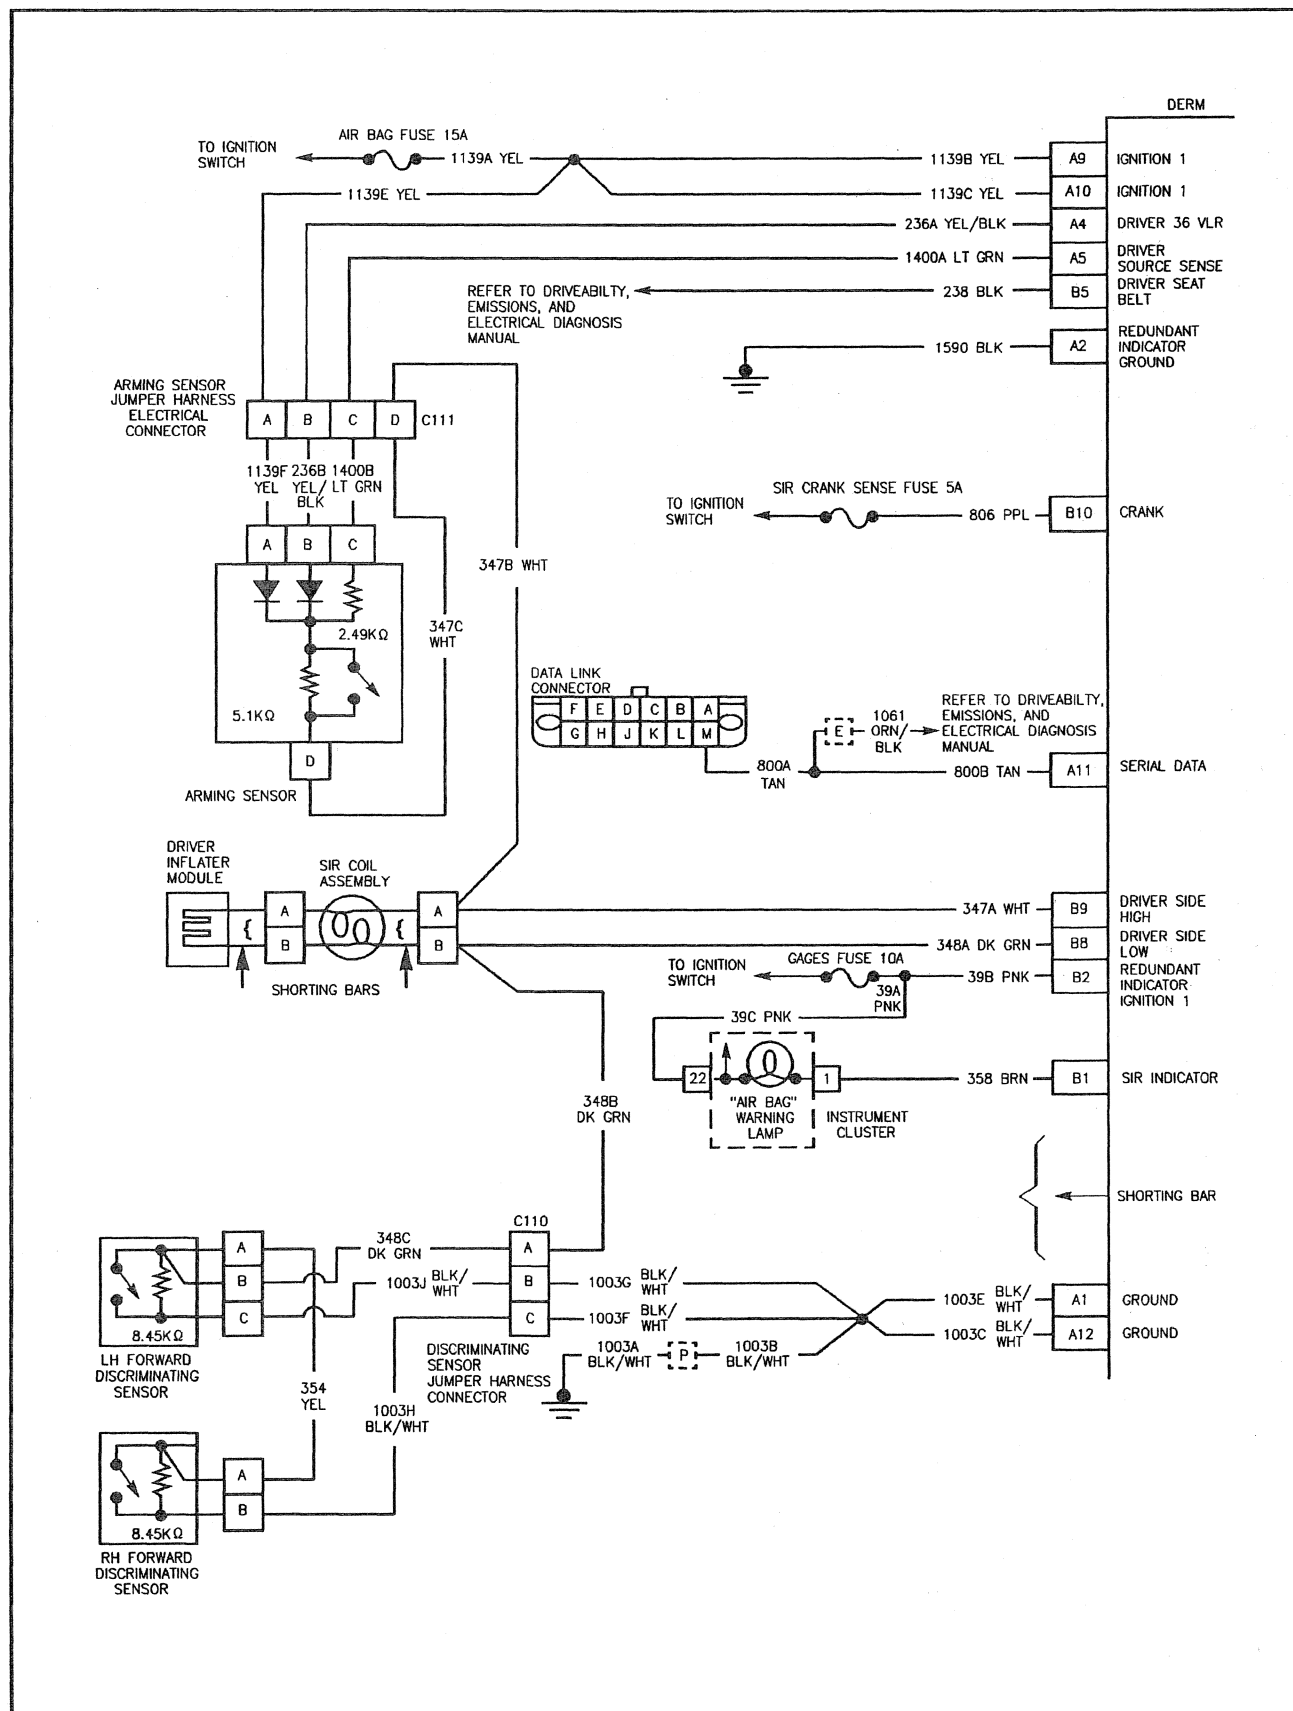 DERM
AIR BAG FUSE 15A
TO IGNITION
SWITCH
1139A YEL
1139B YEL
A9
IGNITION 1
1139E YEL
1139C YEL
A10
IGNITION 1
236A YEL/BLK
A4
DRIVER 36 VLR
1400A LT GRN
A5
DRIVER
SOURCE SENSE
REFER TO DRIVEABILTY,
EMISSIONS, AND
ELECTRICAL DIAGNOSIS
MANUAL
238 BLK
B5
DRIVER SEAT
BELT
1590 BLK
A2
REDUNDANT
INDICATOR
GROUND
ARMING SENSOR
JUMPER HARNESS
ELECTRICAL
CONNECTOR
A B C D C111
1139F 236B 1400B
YEL YEL/ LT GRN
BLK
A B C
2.49KΩ
5.1KΩ
D
ARMING SENSOR
347C
WHT
347B WHT
SIR CRANK SENSE FUSE 5A
TO IGNITION
SWITCH
806 PPL
B10
CRANK
DATA LINK
CONNECTOR
F E D C B A
G H J K L M
E
1061
ORN/
BLK
REFER TO DRIVEABILTY,
EMISSIONS, AND
ELECTRICAL DIAGNOSIS
MANUAL
800A
TAN
800B TAN
A11
SERIAL DATA
DRIVER
INFLATER
MODULE
SIR COIL
ASSEMBLY
A
B
A
B
SHORTING BARS
347A WHT
B9
DRIVER SIDE
HIGH
348A DK GRN
B8
DRIVER SIDE
LOW
GAGES FUSE 10A
TO IGNITION
SWITCH
39A
PNK
39B PNK
B2
REDUNDANT
INDICATOR
IGNITION 1
39C PNK
22
1
"AIR BAG"
WARNING
LAMP
INSTRUMENT
CLUSTER
358 BRN
B1
SIR INDICATOR
348B
DK GRN
SHORTING BAR
C110
A
B
C
348C
DK GRN
1003J BLK/
WHT
1003G BLK/
WHT
1003F BLK/
WHT
1003E BLK/
WHT
A1
GROUND
1003C BLK/
WHT
A12
GROUND
A
B
C
8.45KΩ
LH FORWARD
DISCRIMINATING
SENSOR
DISCRIMINATING
SENSOR
JUMPER HARNESS
CONNECTOR
1003A
BLK/WHT
P
1003B
BLK/WHT
354
YEL
1003H
BLK/WHT
A
B
8.45KΩ
RH FORWARD
DISCRIMINATING
SENSOR